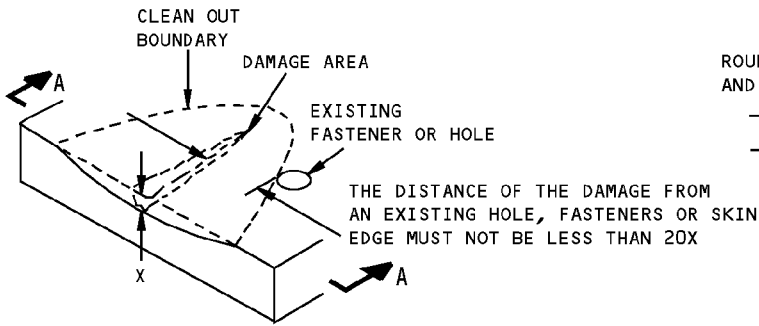 CLEAN OUT
BOUNDARY
DAMAGE AREA
A
EXISTING
FASTENER OR HOLE
THE DISTANCE OF THE DAMAGE FROM
AN EXISTING HOLE, FASTENERS OR SKIN
EDGE MUST NOT BE LESS THAN 20X
X
A
AND